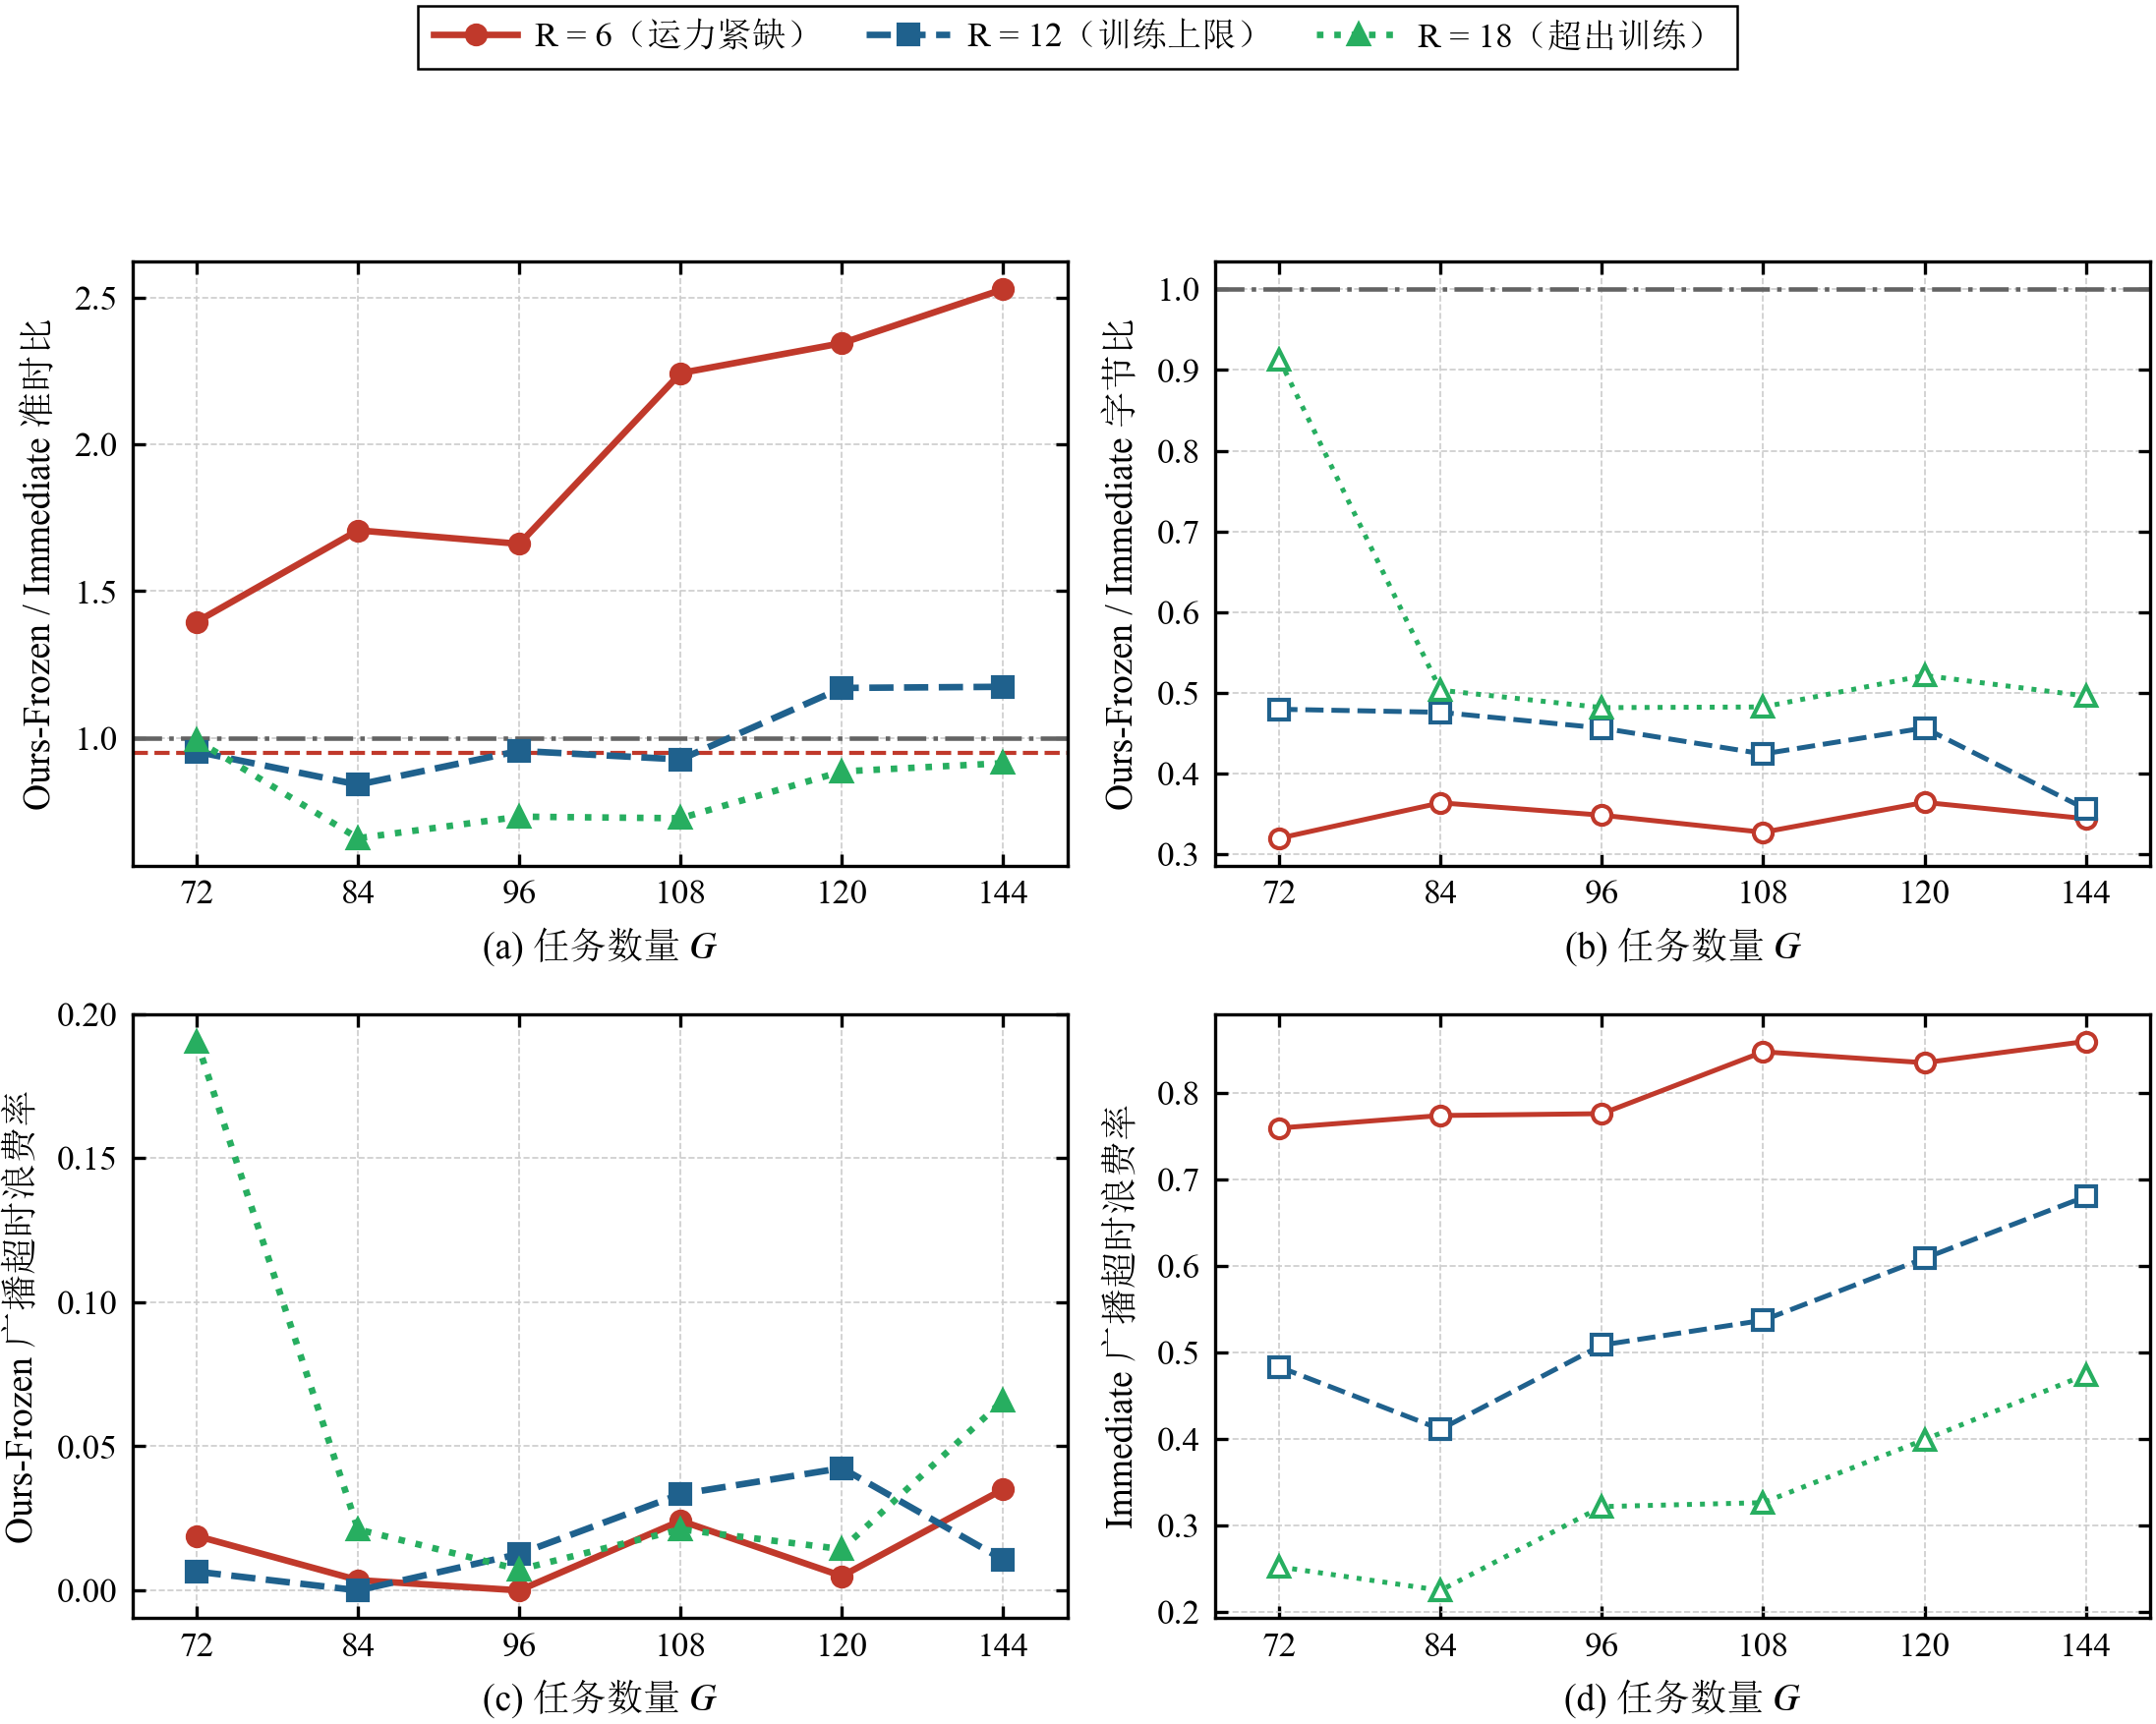 R = 6（运力紧缺） R = 12（训练上限） R = 18（超出训练）
Ours-Frozen / Immediate 准时比
2.5
2.0
1.5
1.0
72 84 96 108 120 144
(a) 任务数量 G
Ours-Frozen / Immediate 字节比
1.0
0.9
0.8
0.7
0.6
0.5
0.4
0.3
72 84 96 108 120 144
(b) 任务数量 G
Ours-Frozen 广播超时浪费率
0.20
0.15
0.10
0.05
0.00
72 84 96 108 120 144
(c) 任务数量 G
Immediate 广播超时浪费率
0.8
0.7
0.6
0.5
0.4
0.3
0.2
72 84 96 108 120 144
(d) 任务数量 G